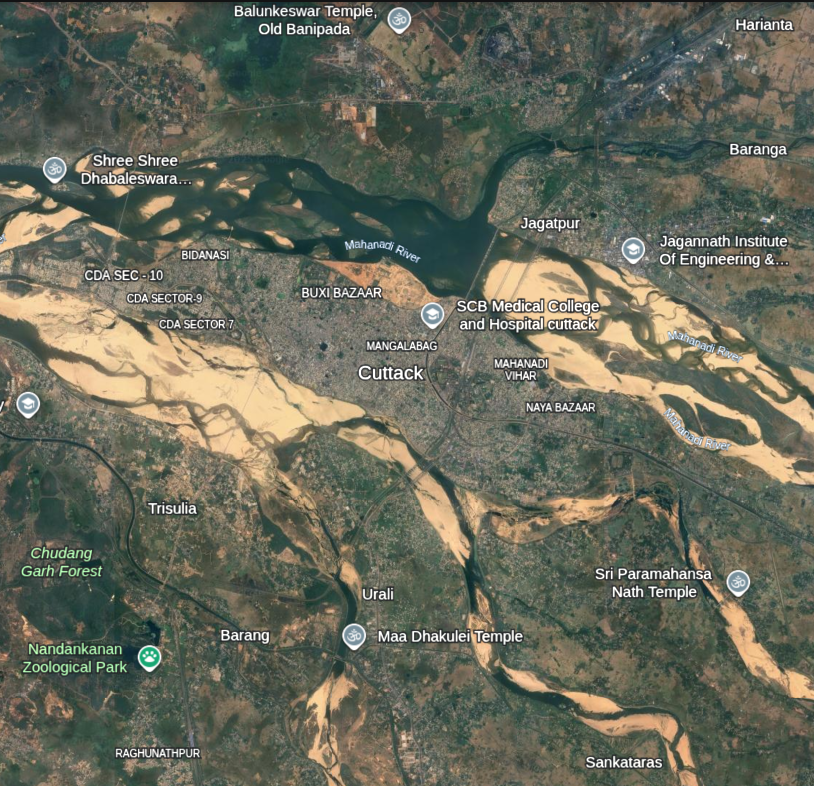 Balunkeswar Temple,
Old Banipada
Harianta
Baranga
Shree Shree
Dhabaleswara...
Jagatpur
Mahanadi River
Jagannath Institute
Of Engineering &...
BIDANASI
CDA SEC - 10
BUXI BAZAAR
CDA SECTOR-9
SCB Medical College
and Hospital cuttack
CDA SECTOR 7
MANGALABAG
Mahanadi River
Cuttack
MAHANADI
VIHAR
NAYA BAZAAR
Mahanadi River
Trisulia
Chudang
Garh Forest
Sri Paramahansa
Nath Temple
Urali
Barang
Maa Dhakulei Temple
Nandankanan
Zoological Park
RAGHUNATHPUR
Sankataras